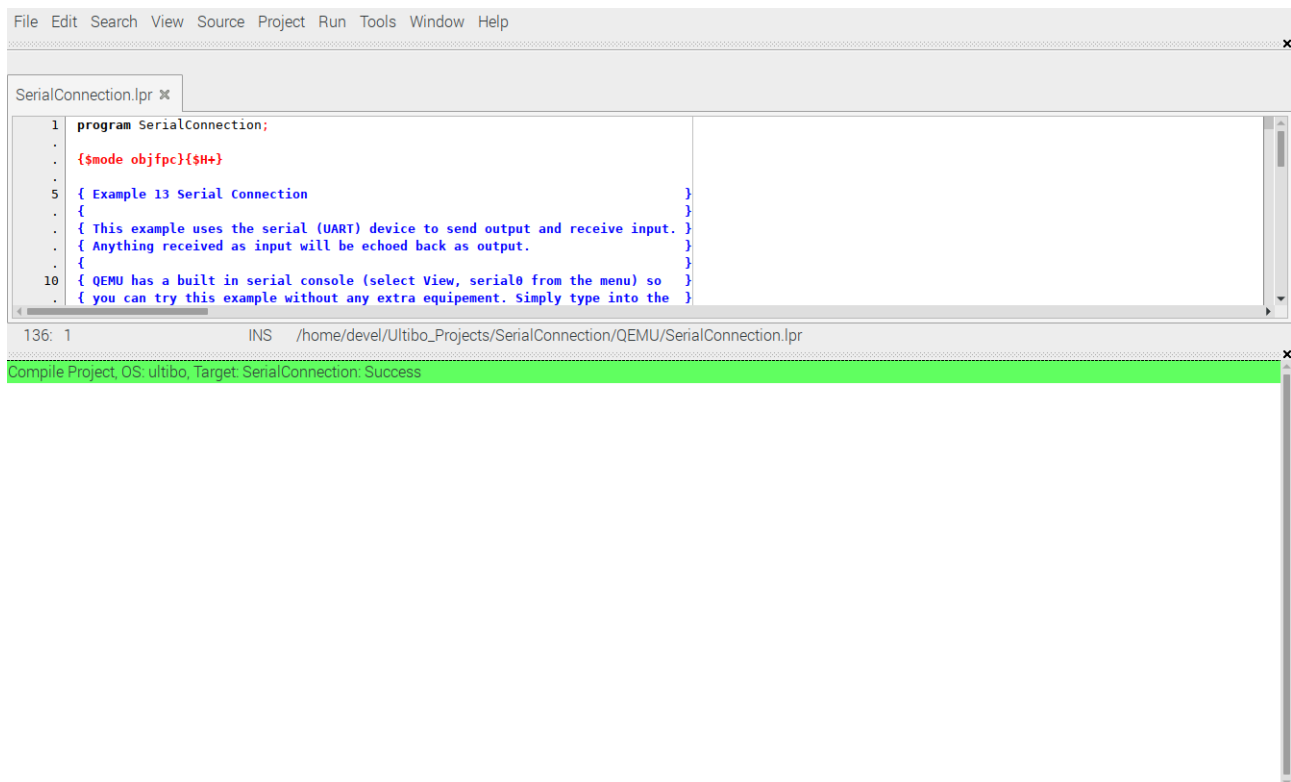 File Edit Search View Source Project Run Tools Window Help
SerialConnection.lpr
1 program SerialConnection;
.
. {$mode objfpc}{$H+}
.
5 { Example 13 Serial Connection }
. { }
. { This example uses the serial (UART) device to send output and receive input. }
. { Anything received as input will be echoed back as output. }
. { }
10 { QEMU has a built in serial console (select View, serial0 from the menu) so }
. { you can try this example without any extra equipement. Simply type into the }
136: 1 INS /home/devel/Ultibo_Projects/SerialConnection/QEMU/SerialConnection.lpr
Compile Project, OS: ultibo, Target: SerialConnection: Success